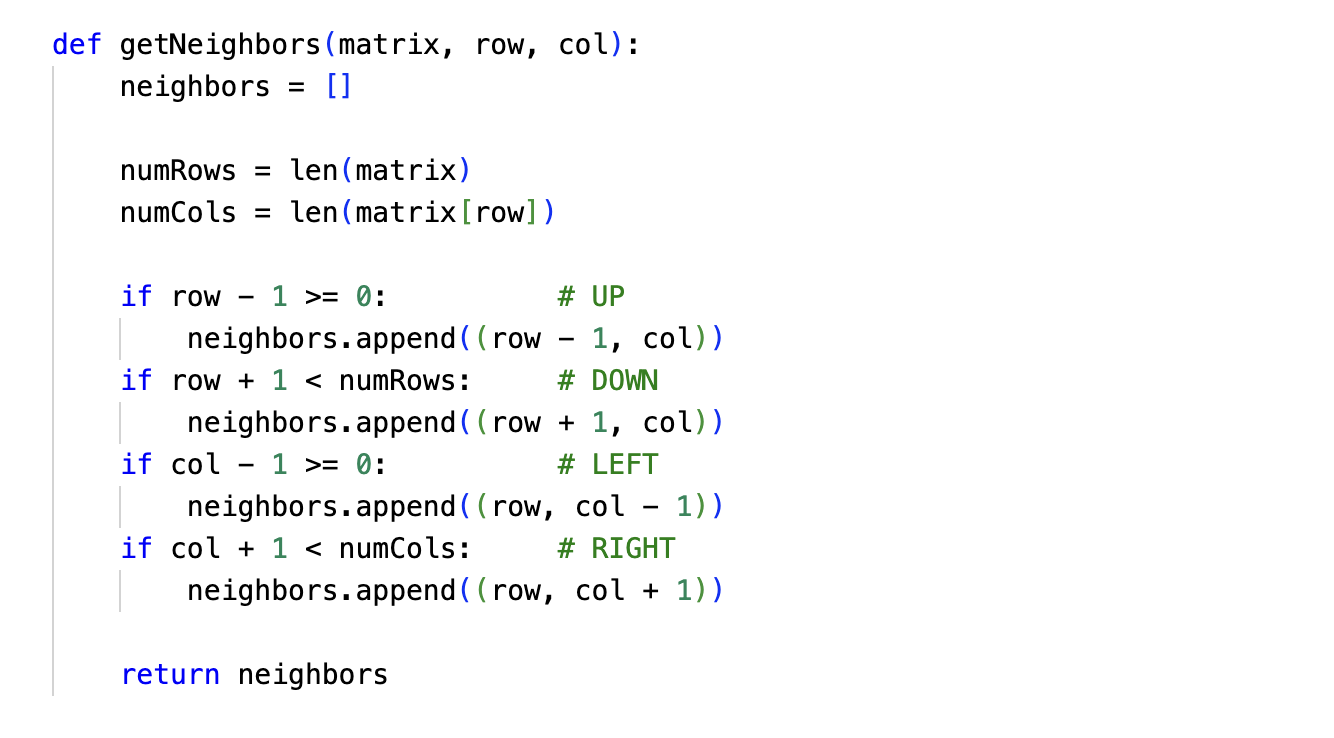 def getNeighbors(matrix, row, col):
    neighbors = []

    numRows = len(matrix)
    numCols = len(matrix[row])

    if row - 1 >= 0:          # UP
        neighbors.append((row - 1, col))
    if row + 1 < numRows:     # DOWN
        neighbors.append((row + 1, col))
    if col - 1 >= 0:          # LEFT
        neighbors.append((row, col - 1))
    if col + 1 < numCols:     # RIGHT
        neighbors.append((row, col + 1))

    return neighbors